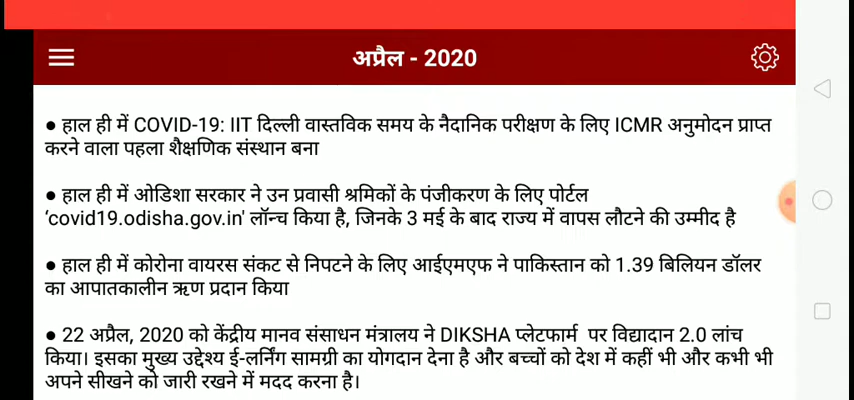 अप्रैल - 2020
● हाल ही में COVID-19: IIT दिल्ली वास्तविक समय के नैदानिक परीक्षण के लिए ICMR अनुमोदन प्राप्त
करने वाला पहला शैक्षणिक संस्थान बना
● हाल ही में ओडिशा सरकार ने उन प्रवासी श्रमिकों के पंजीकरण के लिए पोर्टल
‘covid19.odisha.gov.in' लॉन्च किया है, जिनके 3 मई के बाद राज्य में वापस लौटने की उम्मीद है
● हाल ही में कोरोना वायरस संकट से निपटने के लिए आईएमएफ ने पाकिस्तान को 1.39 बिलियन डॉलर
का आपातकालीन ऋण प्रदान किया
● 22 अप्रैल, 2020 को केंद्रीय मानव संसाधन मंत्रालय ने DIKSHA प्लेटफार्म पर विद्यादान 2.0 लांच
किया। इसका मुख्य उद्देश्य ई-लर्निंग सामग्री का योगदान देना है और बच्चों को देश में कहीं भी और कभी भी
अपने सीखने को जारी रखने में मदद करना है।